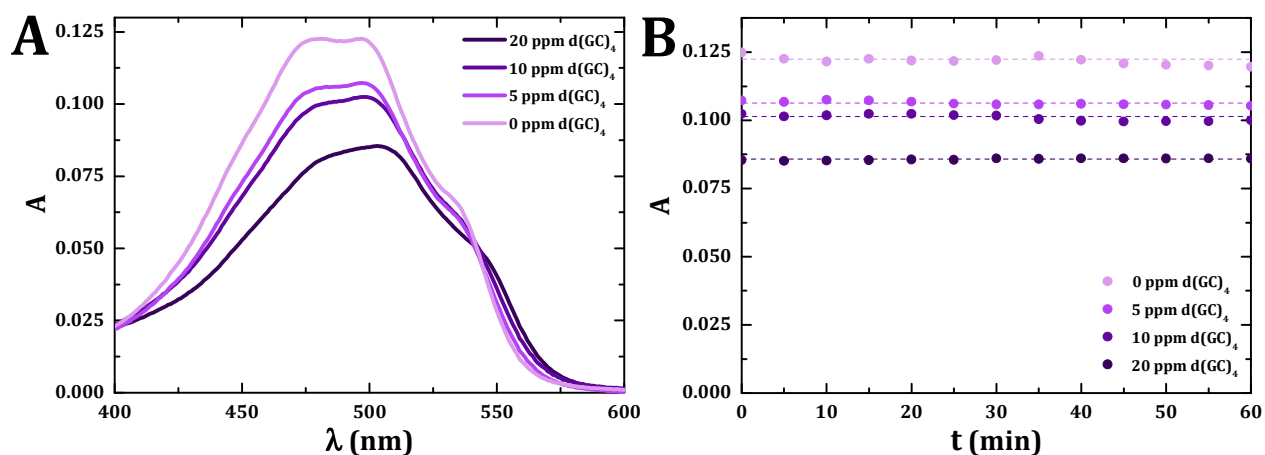 A
0.125
0.100
0.075
0.050
0.025
0.000
A
400
450
500
550
600
λ (nm)
20 ppm d(GC)₄
10 ppm d(GC)₄
5 ppm d(GC)₄
0 ppm d(GC)₄
B
0.125
0.100
0.075
0.050
0.025
0.000
A
0
10
20
30
40
50
60
t (min)
0 ppm d(GC)₄
5 ppm d(GC)₄
10 ppm d(GC)₄
20 ppm d(GC)₄